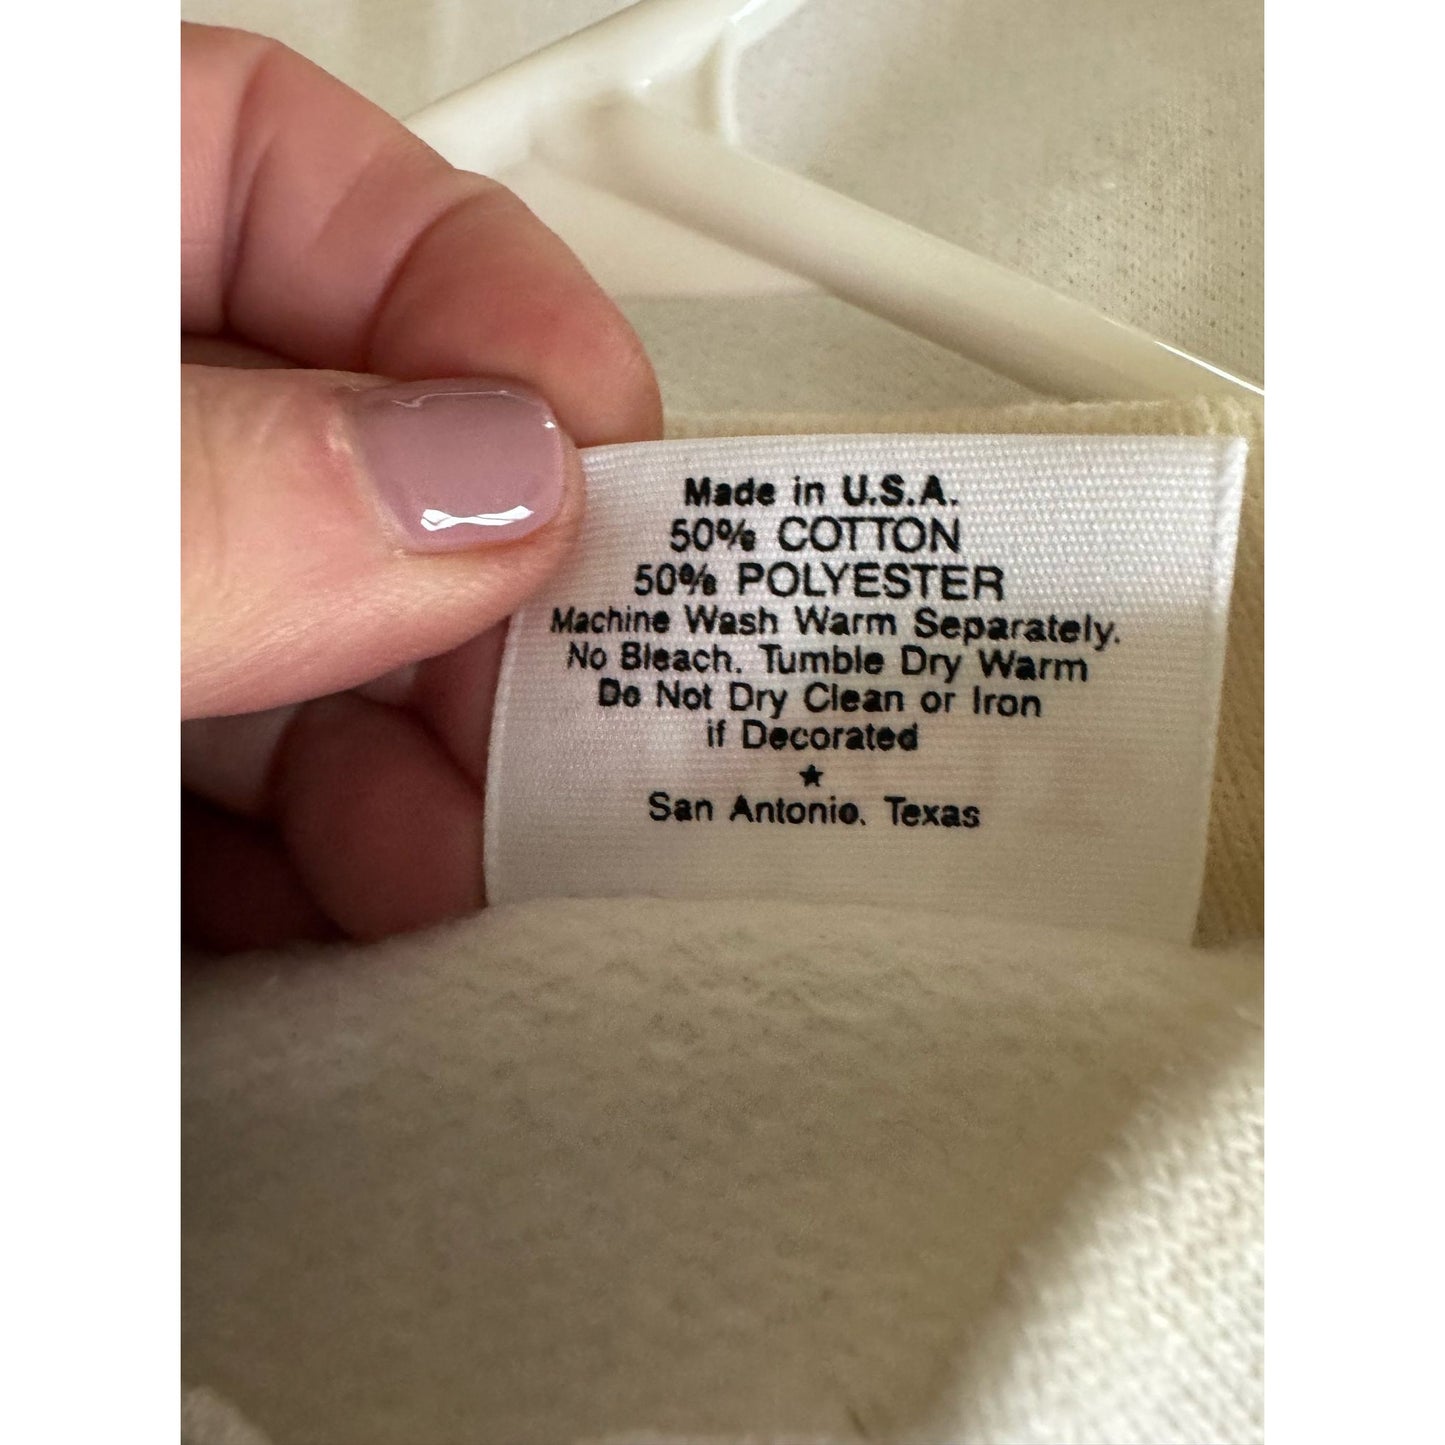 Made in U.S.A.
50% COTTON
50% POLYESTER
Machine Wash Warm Separately.
No Bleach. Tumble Dry Warm
Do Not Dry Clean or Iron
if Decorated
★
San Antonio, Texas